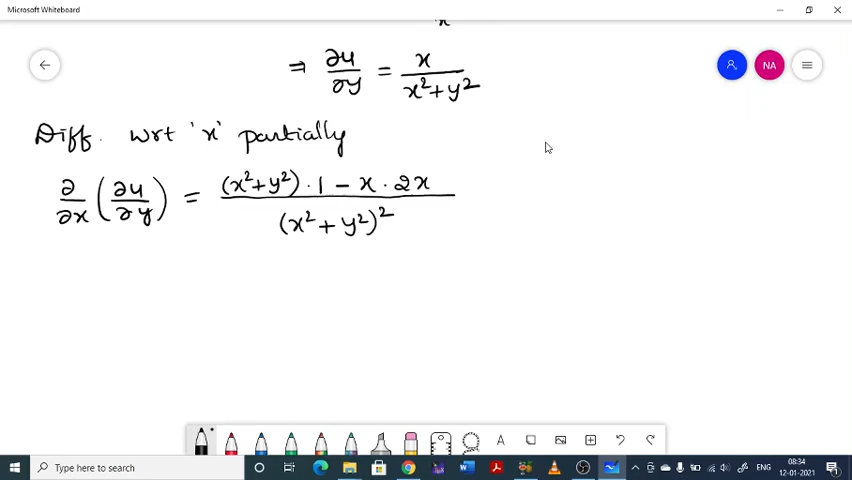 Microsoft Whiteboard
x
⇒ ∂u/∂y = x/(x²+y²)
NA
Diff. wrt 'x' partially
∂/∂x (∂u/∂y) = ((x²+y²)·1 − x·2x)/(x²+y²)²
A
Type here to search
ENG
08:34
12-01-2021